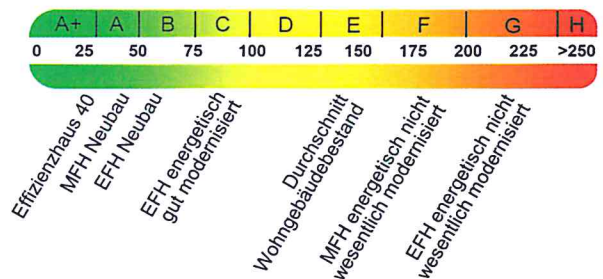 A+ A B C D E F G H
0 25 50 75 100 125 150 175 200 225 >250
Effizienzhaus 40
MFH Neubau
EFH Neubau
EFH energetisch
gut modernisiert
Durchschnitt
Wohngebäudebestand
MFH energetisch nicht
wesentlich modernisiert
EFH energetisch nicht
wesentlich modernisiert